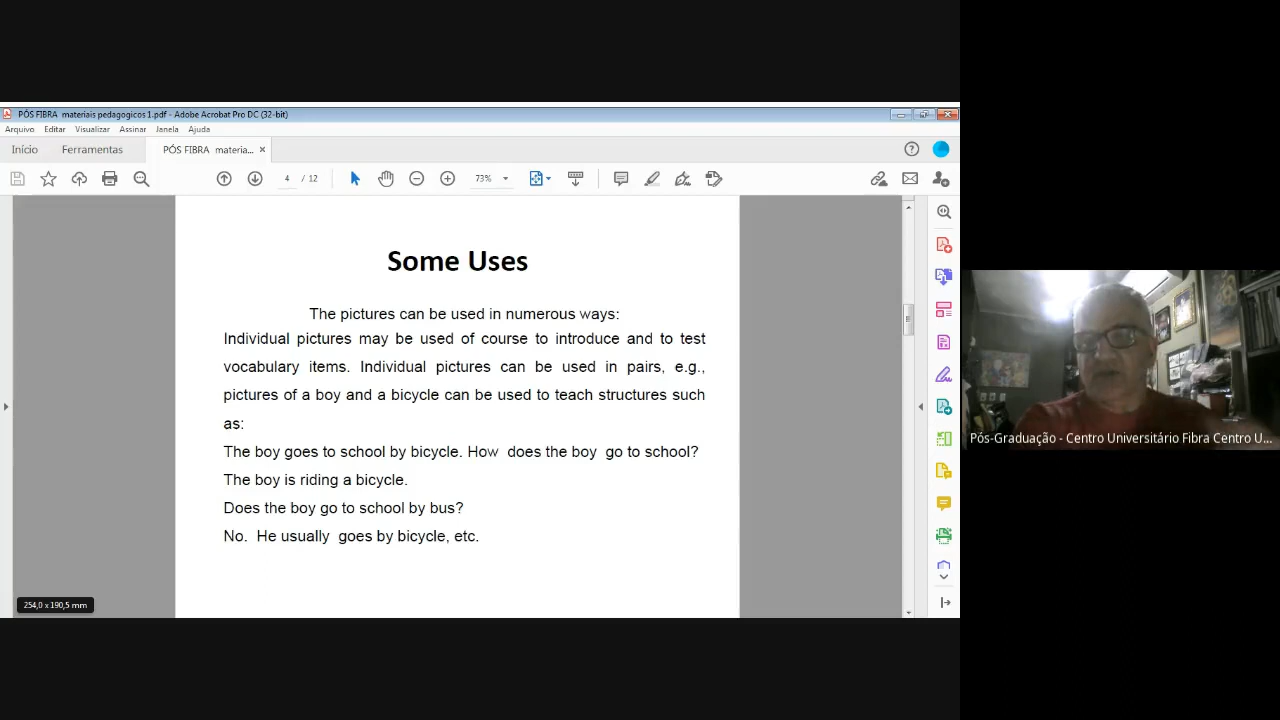 PÓS FIBRA materiais pedagogicos 1.pdf - Adobe Acrobat Pro DC (32-bit)
Arquivo Editar Visualizar Assinar Janela Ajuda
Início Ferramentas PÓS FIBRA materia... ×
4 / 12 73%
Some Uses
The pictures can be used in numerous ways:
Individual pictures may be used of course to introduce and to test
vocabulary items. Individual pictures can be used in pairs, e.g.,
pictures of a boy and a bicycle can be used to teach structures such
as:
The boy goes to school by bicycle. How does the boy go to school?
The boy is riding a bicycle.
Does the boy go to school by bus?
No. He usually goes by bicycle, etc.
254,0 x 190,5 mm
Pós-Graduação - Centro Universitário Fibra Centro U...